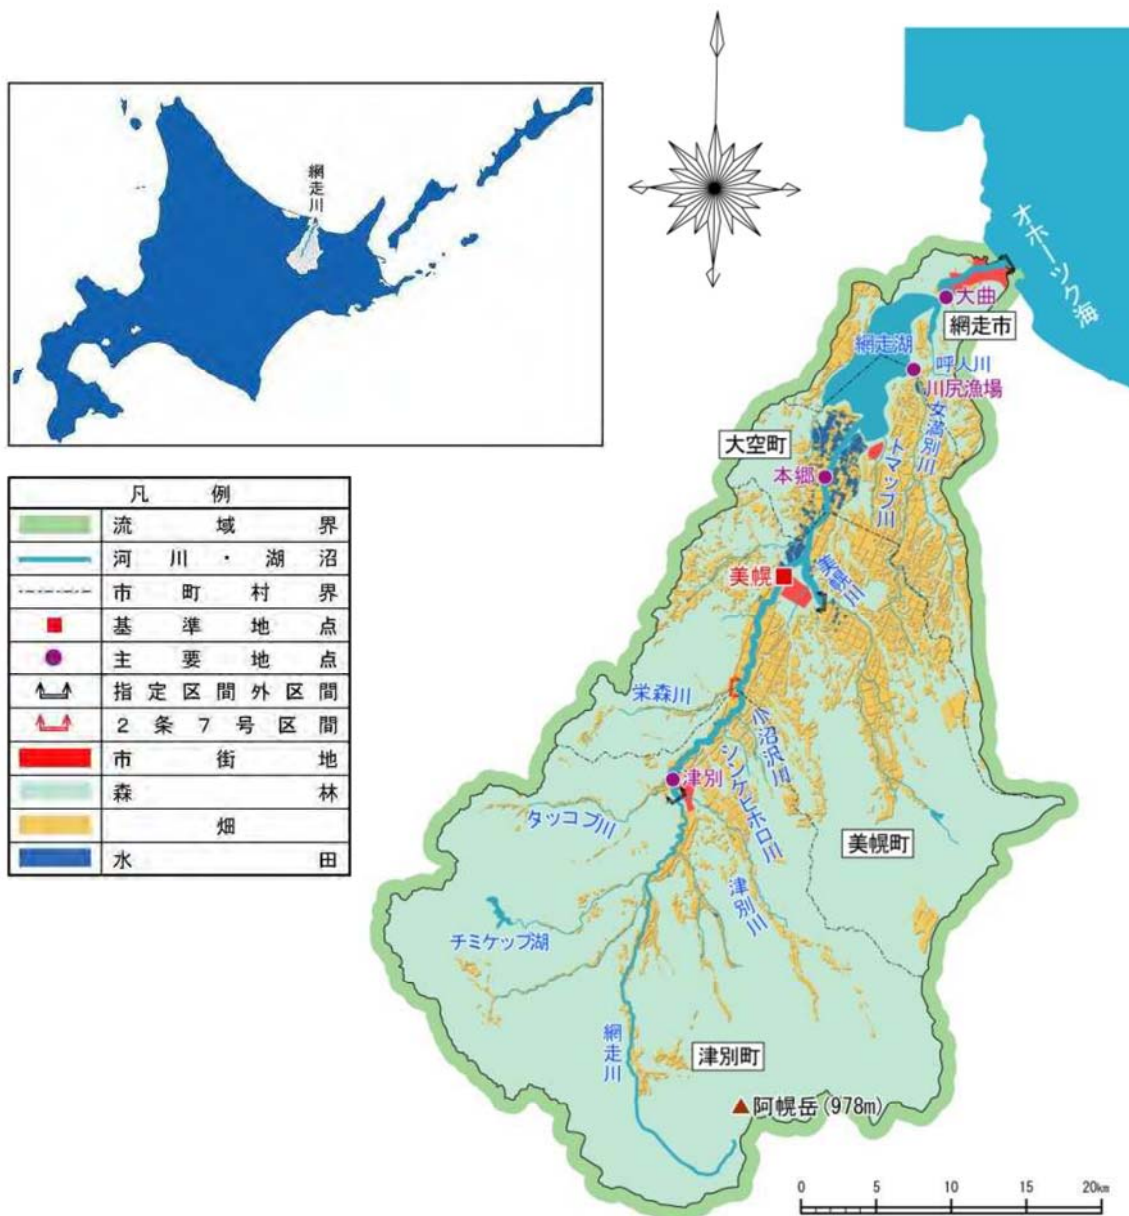 網走川
オホーツク海
大曲
網走市
網走湖
呼人川
川尻漁場
女満別川
トマップ川
大空町
本郷
美幌
美幌川
栄森川
小沼沢川
シンケピホロ川
津別
タッコブ川
美幌町
津別川
チミケップ湖
網走川
津別町
阿幌岳(978m)
凡例
流域界
河川・湖沼
市町村界
基準地点
主要地点
指定区間外区間
2条7号区間
市街地
森林
畑
水田
0 5 10 15 20km